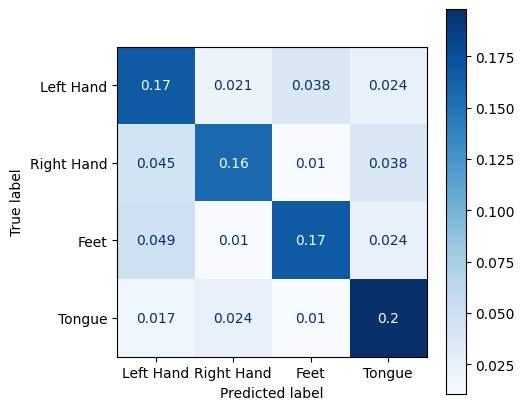 Left Hand 0.17 0.021 0.038 0.024
Right Hand 0.045 0.16 0.01 0.038
Feet 0.049 0.01 0.17 0.024
Tongue 0.017 0.024 0.01 0.2
Left Hand Right Hand Feet Tongue
Predicted label
True label
0.175
0.150
0.125
0.100
0.075
0.050
0.025